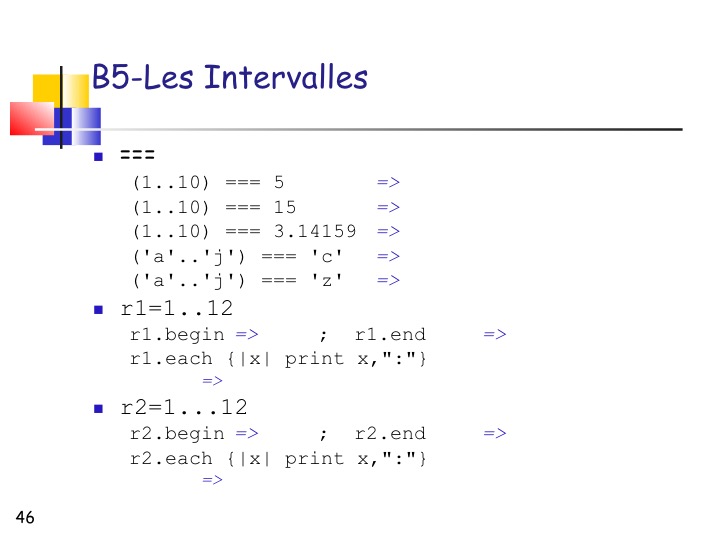 B5-Les Intervalles
===
(1..10) === 5 =>
(1..10) === 15 =>
(1..10) === 3.14159 =>
('a'..'j') === 'c' =>
('a'..'j') === 'z' =>
r1=1..12
r1.begin => ; r1.end =>
r1.each {|x| print x,":"}
=>
r2=1...12
r2.begin => ; r2.end =>
r2.each {|x| print x,":"}
=>
46